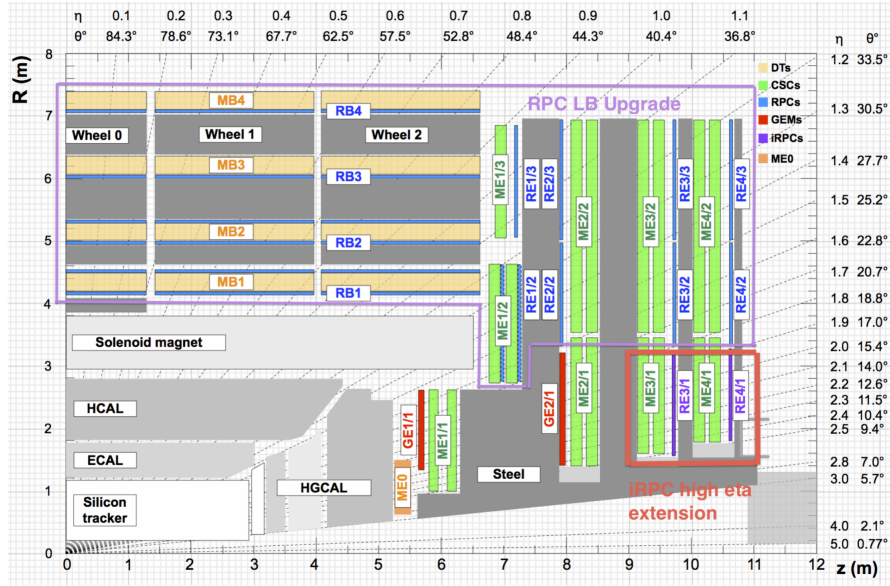 η 0.1 0.2 0.3 0.4 0.5 0.6 0.7 0.8 0.9 1.0 1.1 η θ°
θ° 84.3° 78.6° 73.1° 67.7° 62.5° 57.5° 52.8° 48.4° 44.3° 40.4° 36.8°
R (m)
8
7
6
5
4
3
2
1
0
1.2 33.5°
1.3 30.5°
1.4 27.7°
1.5 25.2°
1.6 22.8°
1.7 20.7°
1.8 18.8°
1.9 17.0°
2.0 15.4°
2.1 14.0°
2.2 12.6°
2.3 11.5°
2.4 10.4°
2.5 9.4°
2.8 7.0°
3.0 5.7°
4.0 2.1°
5.0 0.77°
DTs
CSCs
RPCs
GEMs
iRPCs
ME0
RPC LB Upgrade
MB4
RB4
Wheel 0 Wheel 1 Wheel 2
MB3
RB3
MB2
RB2
MB1
RB1
ME1/3
RE1/3
RE2/3
ME2/2
ME3/2
RE3/3
ME4/2
RE4/3
ME1/2
RE1/2
RE2/2
RE3/2
RE4/2
Solenoid magnet
HCAL
ECAL
Silicon
tracker
HGCAL
ME0
GE1/1
ME1/1
Steel
GE2/1
ME2/1
ME3/1
RE3/1
ME4/1
RE4/1
iRPC high eta
extension
0 1 2 3 4 5 6 7 8 9 10 11 12
z (m)